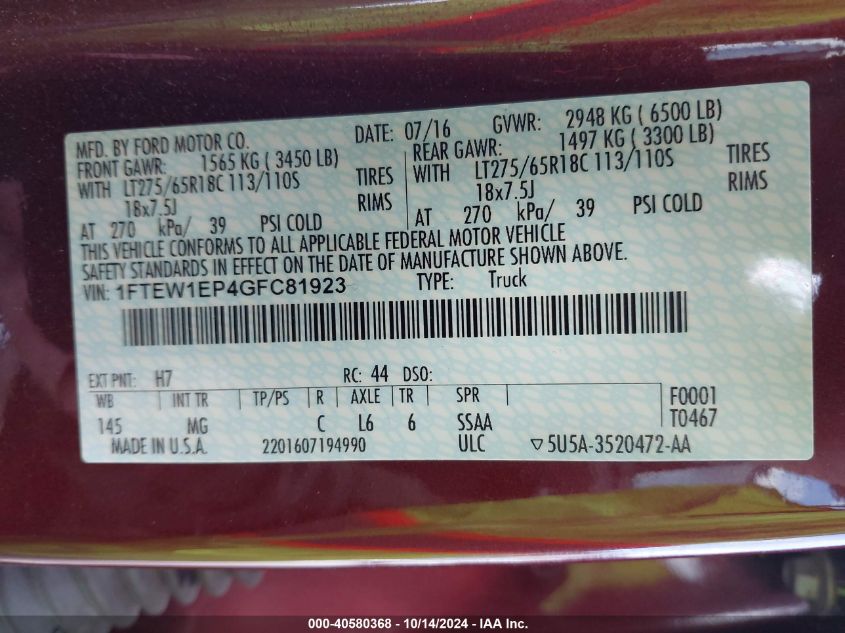 MFD. BY FORD MOTOR CO. DATE: 07/16 GVWR: 2948 KG ( 6500 LB)
FRONT GAWR: 1565 KG ( 3450 LB) REAR GAWR: 1497 KG ( 3300 LB)
WITH LT275/65R18C 113/110S TIRES WITH LT275/65R18C 113/110S TIRES
18x7.5J RIMS 18x7.5J RIMS
AT 270 kPa/ 39 PSI COLD AT 270 kPa/ 39 PSI COLD
THIS VEHICLE CONFORMS TO ALL APPLICABLE FEDERAL MOTOR VEHICLE
SAFETY STANDARDS IN EFFECT ON THE DATE OF MANUFACTURE SHOWN ABOVE.
VIN: 1FTEW1EP4GFC81923 TYPE: Truck
EXT PNT: H7 RC: 44 DSO:
WB INT TR TP/PS R AXLE TR SPR F0001
145 MG C L6 6 SSAA T0467
MADE IN U.S.A. 2201607194990 ULC ▽5U5A-3520472-AA
000-40580368 - 10/14/2024 - IAA Inc.